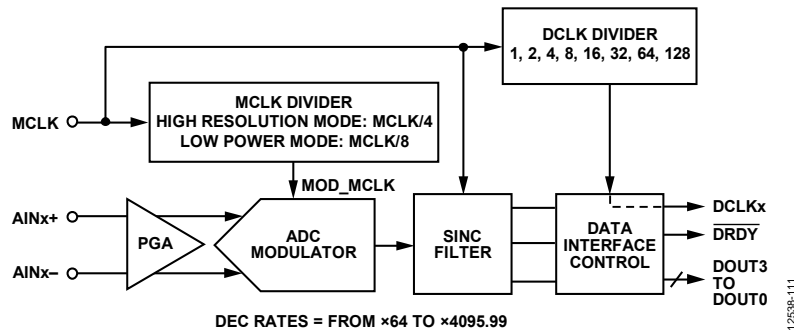 DCLK DIVIDER
1, 2, 4, 8, 16, 32, 64, 128
MCLK
MCLK DIVIDER
HIGH RESOLUTION MODE: MCLK/4
LOW POWER MODE: MCLK/8
MOD_MCLK
AINx+
AINx–
PGA
ADC
MODULATOR
SINC
FILTER
DATA
INTERFACE
CONTROL
DCLKx
DRDY
DOUT3
TO
DOUT0
DEC RATES = FROM ×64 TO ×4095.99
12538-111